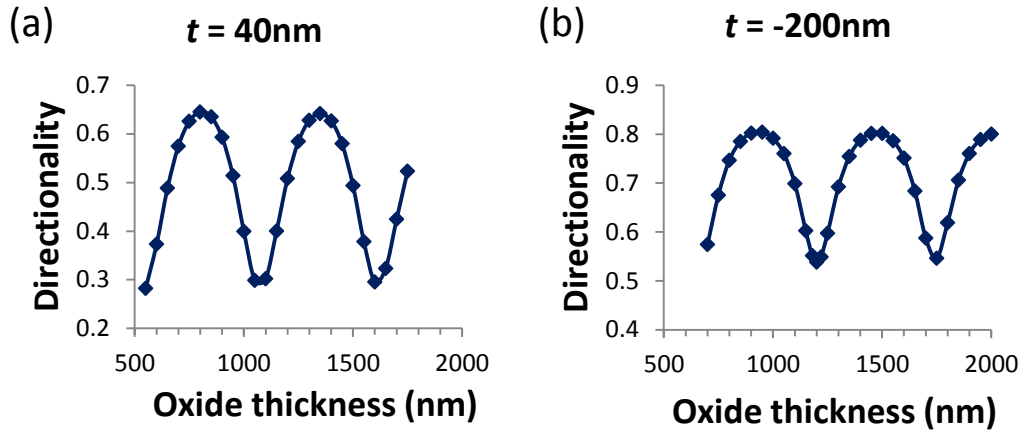 (a)
t = 40nm
0.7
0.6
0.5
0.4
0.3
0.2
Directionality
500
1000
1500
2000
Oxide thickness (nm)
(b)
t = -200nm
0.9
0.8
0.7
0.6
0.5
0.4
Directionality
500
1000
1500
2000
Oxide thickness (nm)